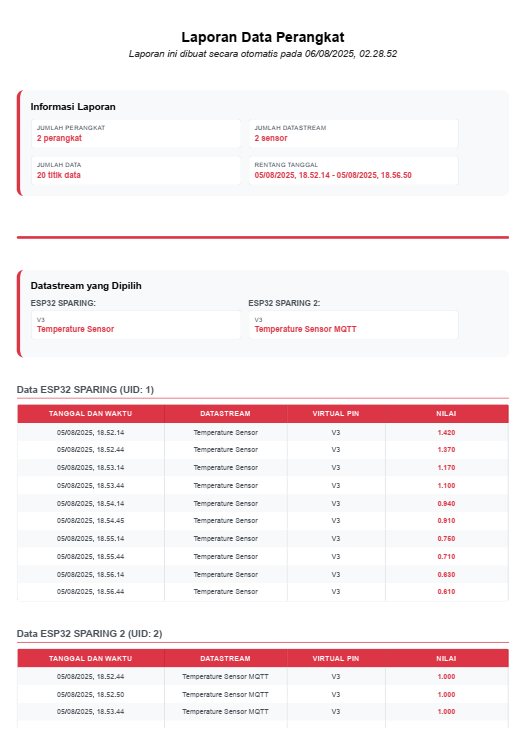 Laporan Data Perangkat
Laporan ini dibuat secara otomatis pada 06/08/2025, 02.28.52
Informasi Laporan
JUMLAH PERANGKAT
2 perangkat
JUMLAH DATASTREAM
2 sensor
JUMLAH DATA
20 titik data
RENTANG TANGGAL
05/08/2025, 18.52.14 - 05/08/2025, 18.56.50
Datastream yang Dipilih
ESP32 SPARING:
V3
Temperature Sensor
ESP32 SPARING 2:
V3
Temperature Sensor MQTT
Data ESP32 SPARING (UID: 1)
TANGGAL DAN WAKTU DATASTREAM VIRTUAL PIN NILAI
05/08/2025, 18.52.14 Temperature Sensor V3 1.420
05/08/2025, 18.52.44 Temperature Sensor V3 1.370
05/08/2025, 18.53.14 Temperature Sensor V3 1.170
05/08/2025, 18.53.44 Temperature Sensor V3 1.100
05/08/2025, 18.54.14 Temperature Sensor V3 0.940
05/08/2025, 18.54.45 Temperature Sensor V3 0.910
05/08/2025, 18.55.14 Temperature Sensor V3 0.750
05/08/2025, 18.55.44 Temperature Sensor V3 0.710
05/08/2025, 18.56.14 Temperature Sensor V3 0.630
05/08/2025, 18.56.44 Temperature Sensor V3 0.610
Data ESP32 SPARING 2 (UID: 2)
TANGGAL DAN WAKTU DATASTREAM VIRTUAL PIN NILAI
05/08/2025, 18.52.44 Temperature Sensor MQTT V3 1.000
05/08/2025, 18.52.50 Temperature Sensor MQTT V3 1.000
05/08/2025, 18.53.44 Temperature Sensor MQTT V3 1.000